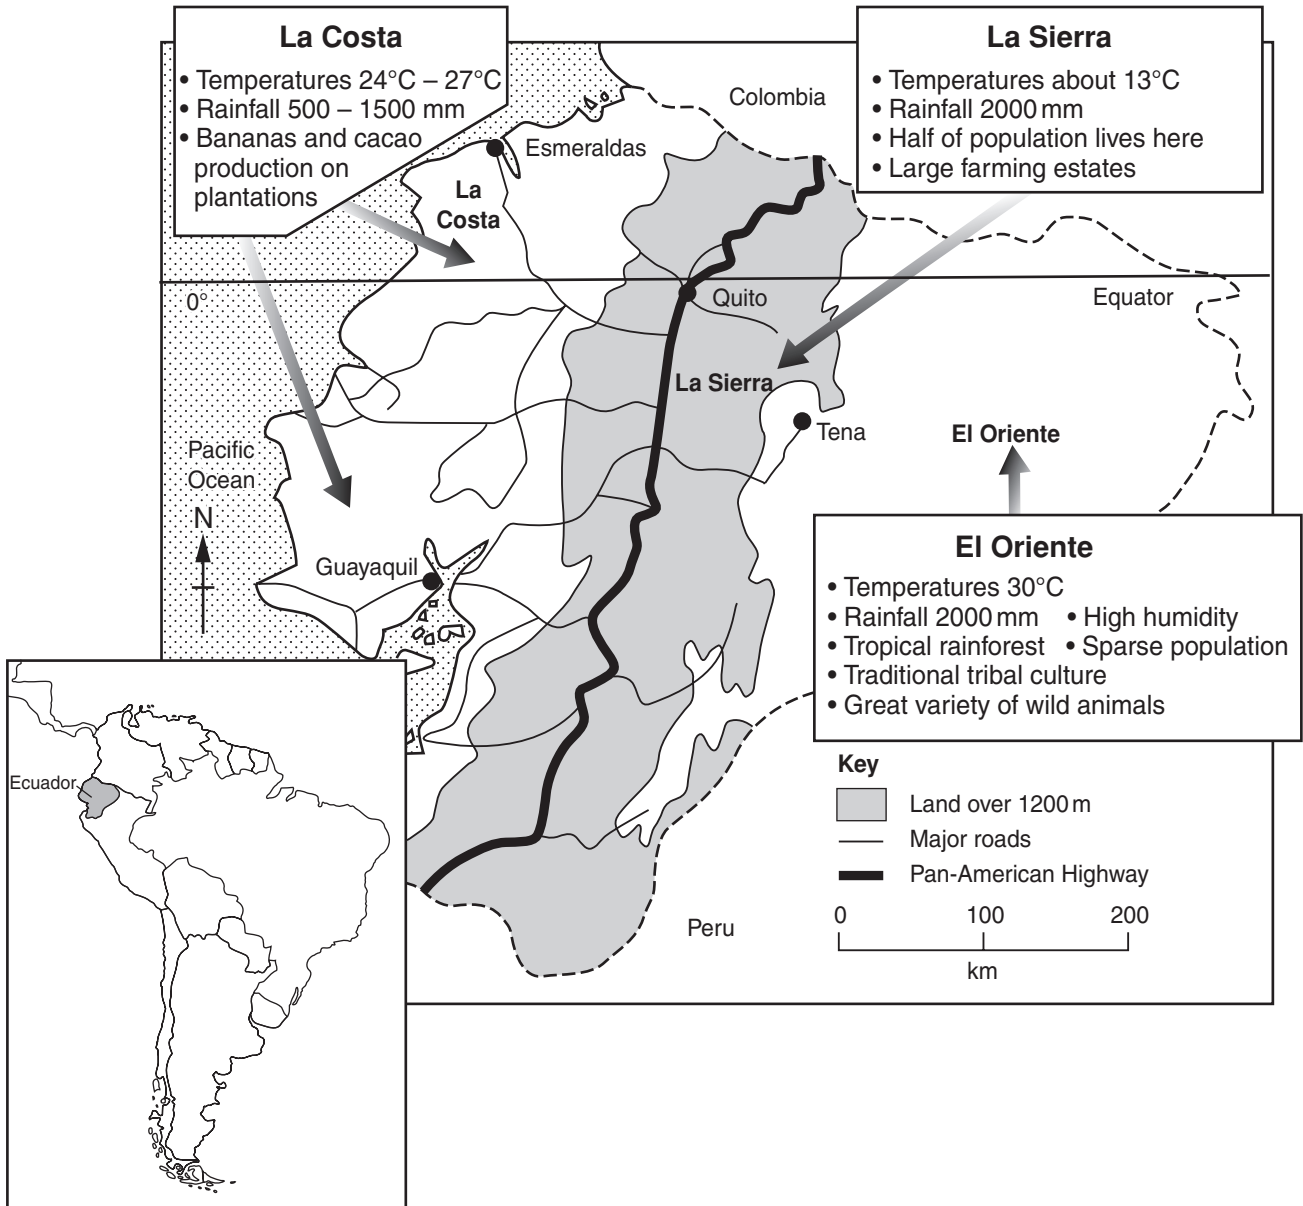 La Costa
• Temperatures 24°C – 27°C
• Rainfall 500 – 1500 mm
• Bananas and cacao
production on
plantations
La Sierra
• Temperatures about 13°C
• Rainfall 2000 mm
• Half of population lives here
• Large farming estates
Colombia
Esmeraldas
La
Costa
0°
Quito
Equator
La Sierra
Tena
El Oriente
Pacific
Ocean
N
Guayaquil
El Oriente
• Temperatures 30°C
• Rainfall 2000 mm • High humidity
• Tropical rainforest • Sparse population
• Traditional tribal culture
• Great variety of wild animals
Ecuador
Key
Land over 1200 m
Major roads
Pan-American Highway
0 100 200
km
Peru